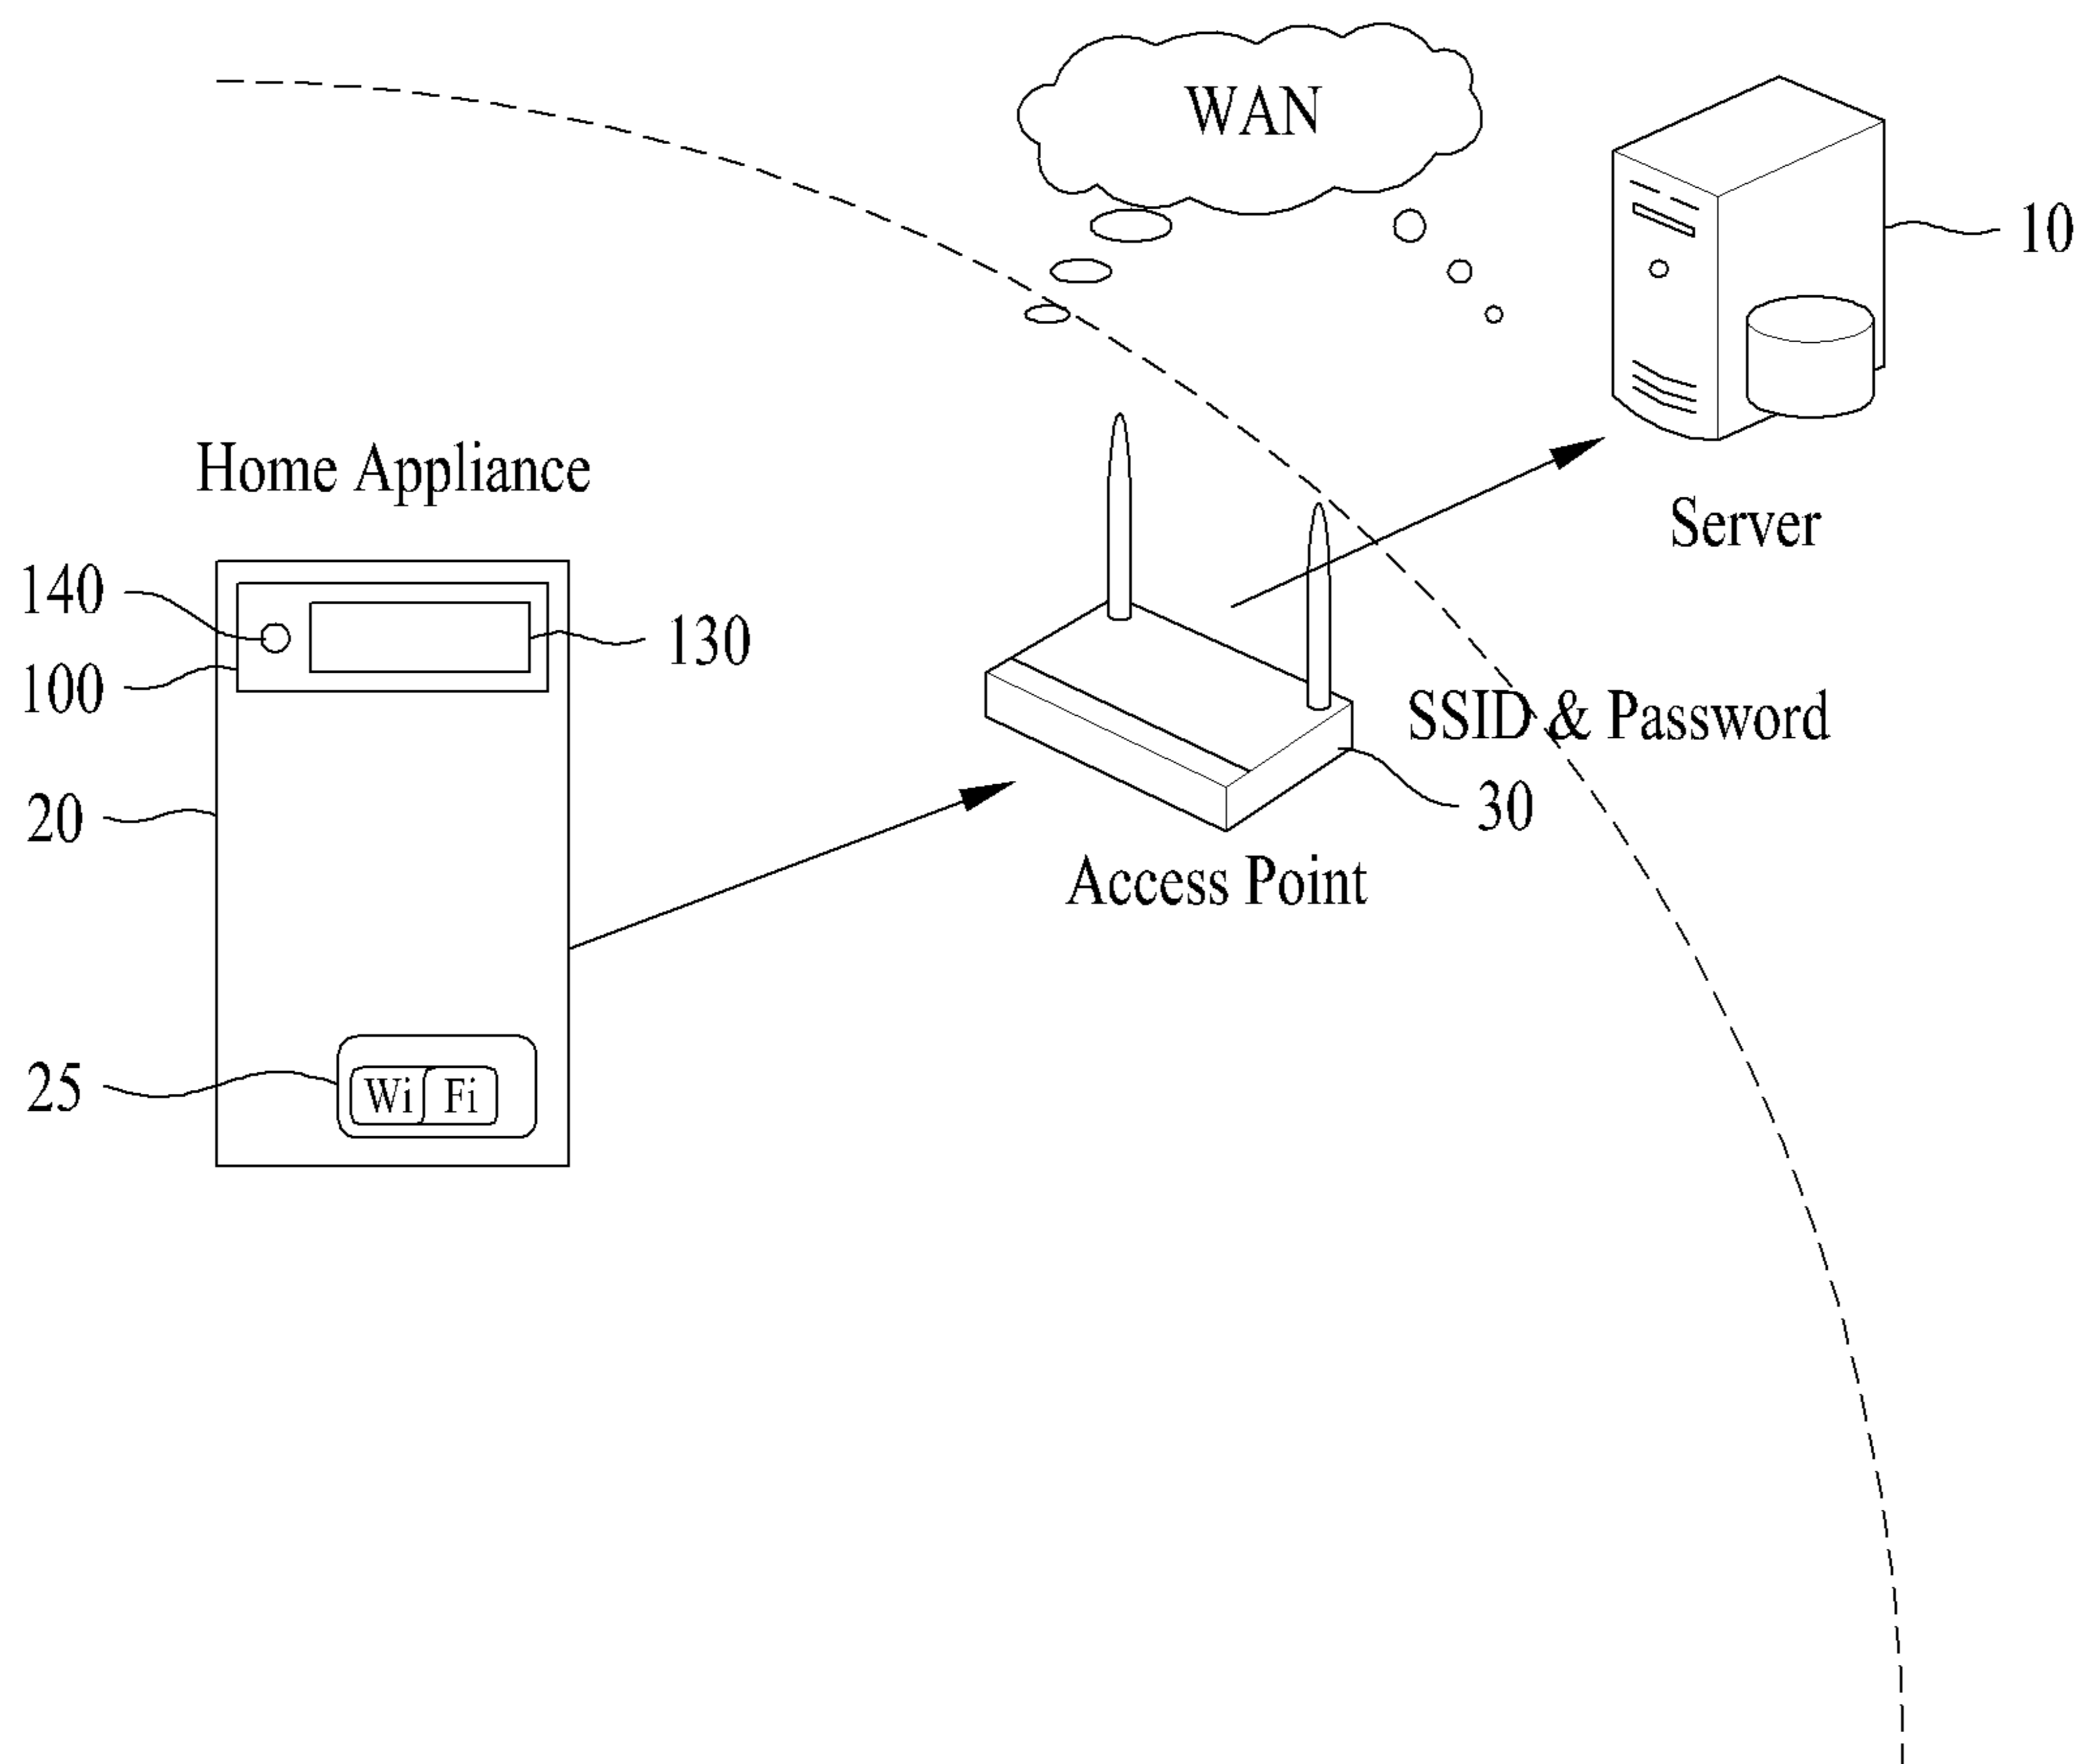 WAN
10
Home Appliance
Server
140
130
100
SSID & Password
20
30
Access Point
25
Wi Fi